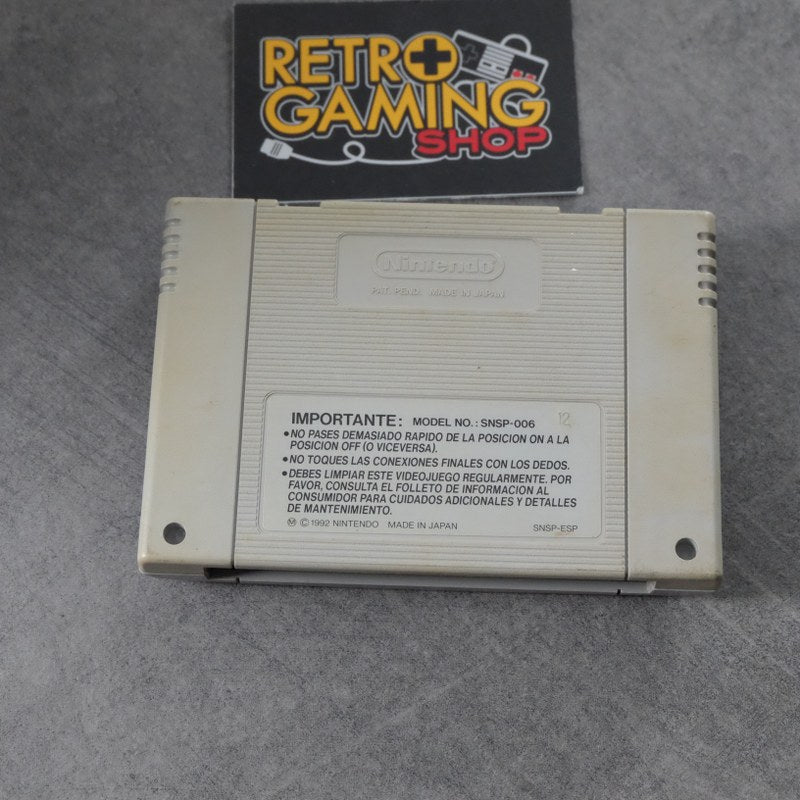 RETRO
GAMING
SHOP
Nintendo
PAT. PEND. MADE IN JAPAN
IMPORTANTE: MODEL NO.: SNSP-006 12
•NO PASES DEMASIADO RAPIDO DE LA POSICION ON A LA
POSICION OFF (O VICEVERSA).
•NO TOQUES LAS CONEXIONES FINALES CON LOS DEDOS.
•DEBES LIMPIAR ESTE VIDEOJUEGO REGULARMENTE. POR
FAVOR, CONSULTA EL FOLLETO DE INFORMACION AL
CONSUMIDOR PARA CUIDADOS ADICIONALES Y DETALLES
DE MANTENIMIENTO.
Ⓜ © 1992 NINTENDO MADE IN JAPAN SNSP-ESP